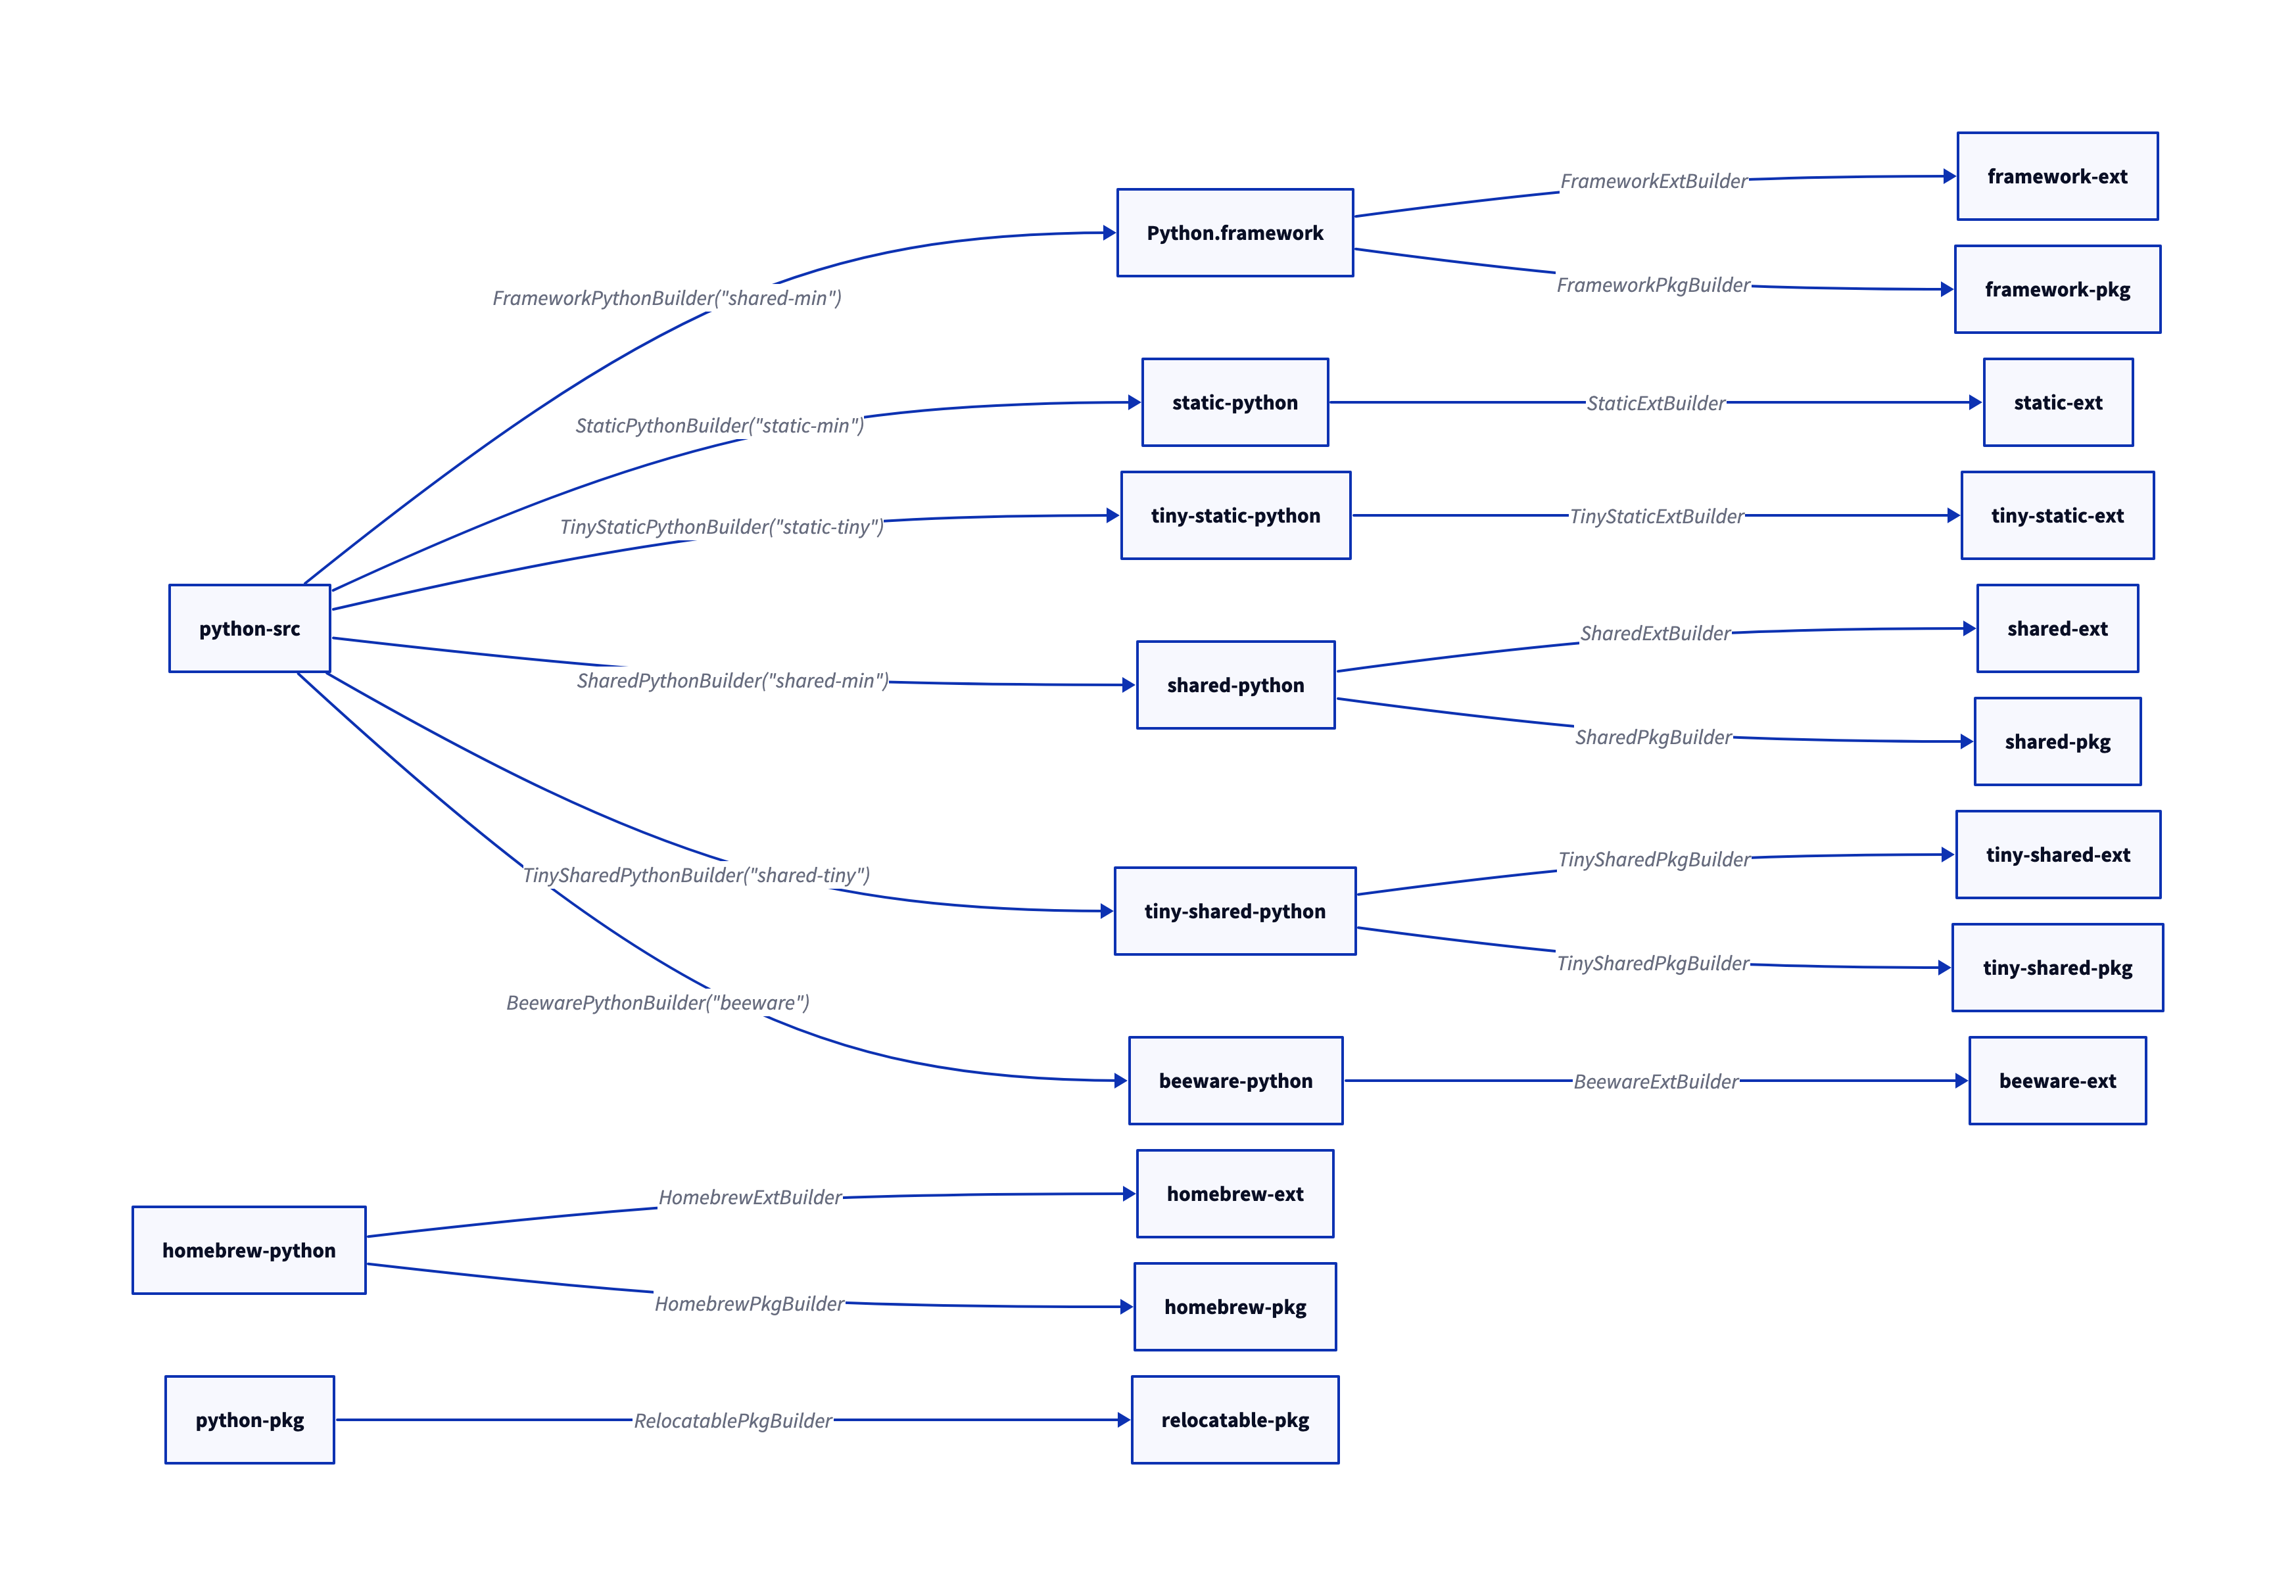 framework-ext
FrameworkExtBuilder
Python.framework
FrameworkPkgBuilder
framework-pkg
FrameworkPythonBuilder("shared-min")
static-python
StaticExtBuilder
static-ext
StaticPythonBuilder("static-min")
TinyStaticPythonBuilder("static-tiny")
tiny-static-python
TinyStaticExtBuilder
tiny-static-ext
python-src
SharedExtBuilder
shared-ext
SharedPythonBuilder("shared-min")
shared-python
SharedPkgBuilder
shared-pkg
TinySharedPkgBuilder
tiny-shared-ext
TinySharedPythonBuilder("shared-tiny")
tiny-shared-python
TinySharedPkgBuilder
tiny-shared-pkg
BeewarePythonBuilder("beeware")
beeware-python
BeewareExtBuilder
beeware-ext
HomebrewExtBuilder
homebrew-ext
homebrew-python
HomebrewPkgBuilder
homebrew-pkg
python-pkg
RelocatablePkgBuilder
relocatable-pkg